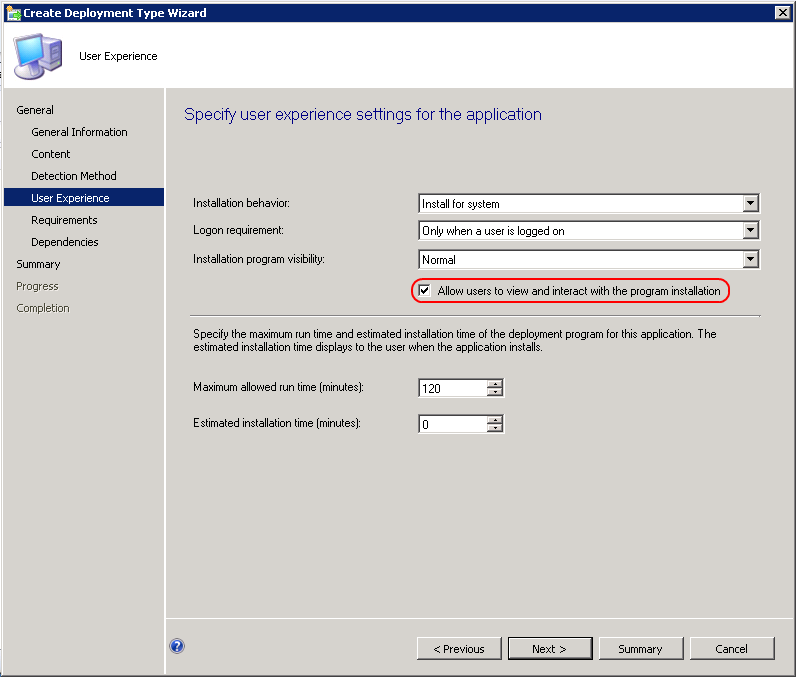 Create Deployment Type Wizard
User Experience
General
General Information
Content
Detection Method
User Experience
Requirements
Dependencies
Summary
Progress
Completion
Specify user experience settings for the application
Installation behavior:
Install for system
Logon requirement:
Only when a user is logged on
Installation program visibility:
Normal
Allow users to view and interact with the program installation
Specify the maximum run time and estimated installation time of the deployment program for this application. The
estimated installation time displays to the user when the application installs.
Maximum allowed run time (minutes):
120
Estimated installation time (minutes):
0
?
< Previous
Next >
Summary
Cancel